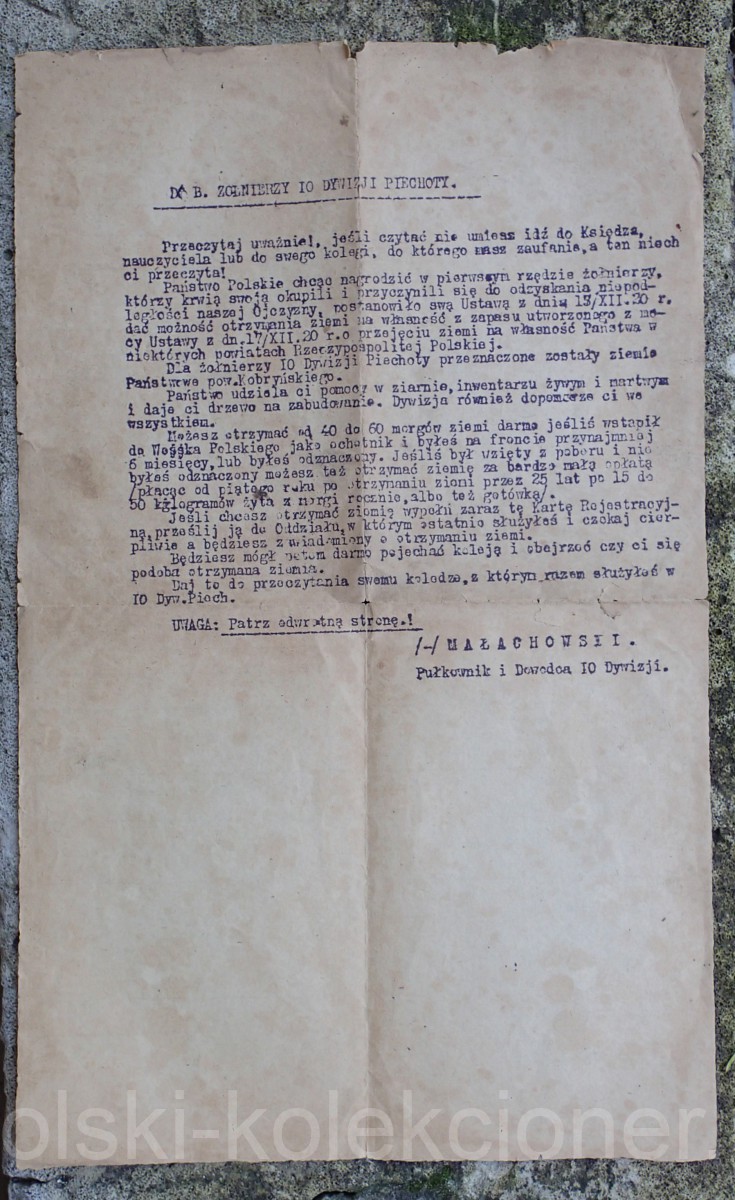 DA B. ZOŁNIERZY IO DYWIZJI PIECHOTY.
Przeczytaj uważnie!, jeśli czytać nie umiesz idź do Księdza,
nauczyciela lub do swego kolegi, do którego masz zaufanie, a ten niech
ci przeczyta!
Państwo Polskie chcąc nagrodzić w pierwszym rzędzie żołnierzy,
którzy krwią swoją okupili i przyczynili się do odzyskania niepod-
ległości naszej Ojczyzny, postanowiło swą Ustawą z dnia 13/XII.20 r.
dać możność otrzymania ziemi na własność z zapasu utworzonego z mo-
cy Ustawy z dn.17/XII.20 r.o przejęciu ziemi na własność Państwa w
niektórych powiatach Rzeczypospolitej Polskiej.
Dla żołnierzy IO Dywizji Piechoty przeznaczone zostały ziemie
Państwowe pow.Kobryńskiego.
Państwo udziela ci pomocy w ziarnie, inwentarzu żywym i martwym
i daje ci drzewo na zabudowanie. Dywizja również dopomoże ci we
wszystkiem.
Możesz otrzymać od 40 do 60 morgów ziemi darmo jeśliś wstąpił
do Wojska Polskiego jako ochotnik i byłeś na froncie przynajmniej
6 miesięcy, lub byłeś odznaczony. Jeśliś był wzięty z poboru i nie
byłeś odznaczony możesz też otrzymać ziemię za bardzo małą opłatą
/płacąc od piątego roku po otrzymaniu ziemi przez 25 lat po 15 do
50 kilogramów żyta z morgi rocznie, albo też gotówką/.
Jeśli chcesz otrzymać ziemię wypełń zaraz tę Kartę Rejestracyj-
ną, prześlij ją do Oddziału, w którym ostatnio służyłeś i czekaj cier-
pliwie a będziesz zawiadomiony o otrzymaniu ziemi.
Będziesz mógł potem darmo pojechać koleją i obejrzeć czy ci się
podoba otrzymana ziemia.
Daj to do przeczytania swemu koledze, z którym razem służyłeś w
IO Dyw.Piech.
UWAGA: Patrz odwrotną stronę.!
/-/ M A Ł A C H O W S K I .
Pułkownik i Dowodca IO Dywizji.
olski-kolekcioner